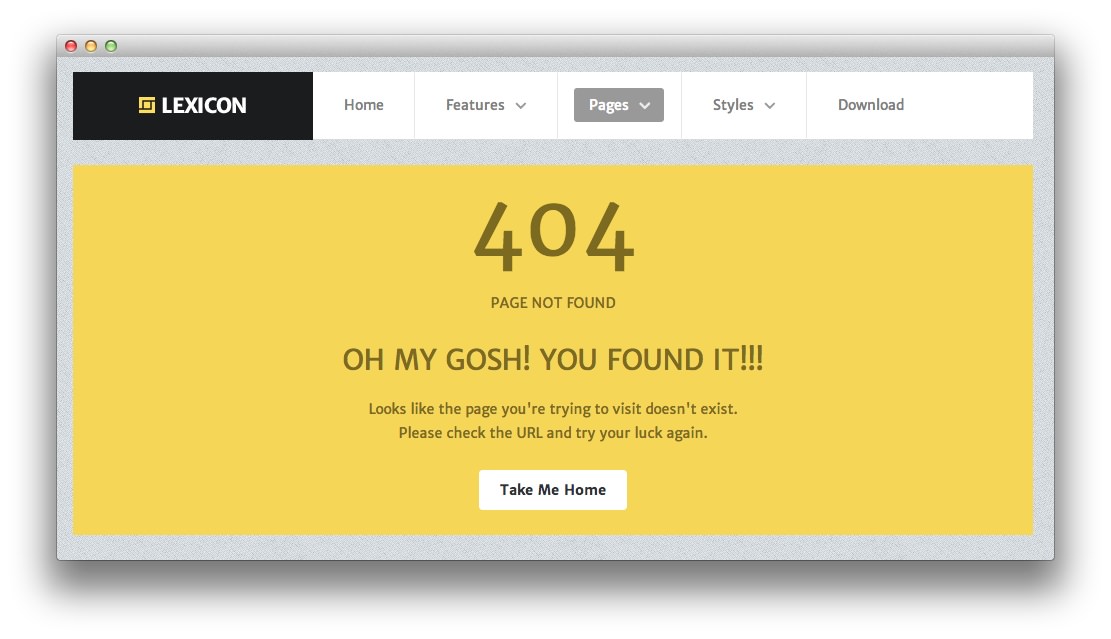 LEXICON
Home
Features
Pages
Styles
Download
404
PAGE NOT FOUND
OH MY GOSH! YOU FOUND IT!!!
Looks like the page you're trying to visit doesn't exist.
Please check the URL and try your luck again.
Take Me Home